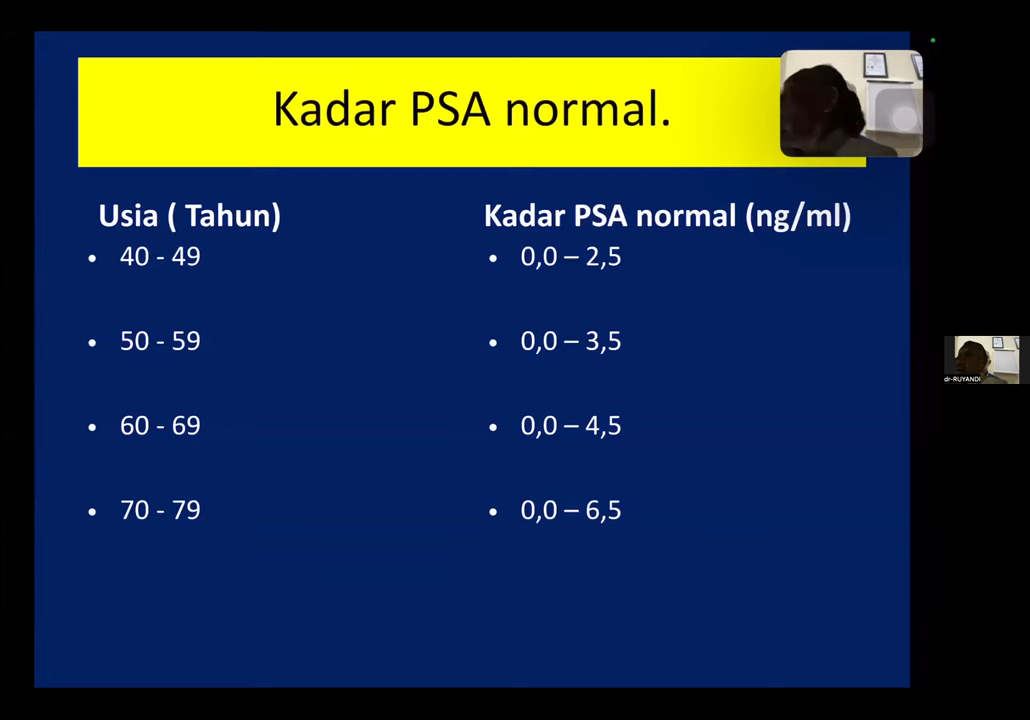 Kadar PSA normal.
Usia ( Tahun)
• 40 - 49
• 50 - 59
• 60 - 69
• 70 - 79
Kadar PSA normal (ng/ml)
• 0,0 – 2,5
• 0,0 – 3,5
• 0,0 – 4,5
• 0,0 – 6,5
dr-RUYANDI